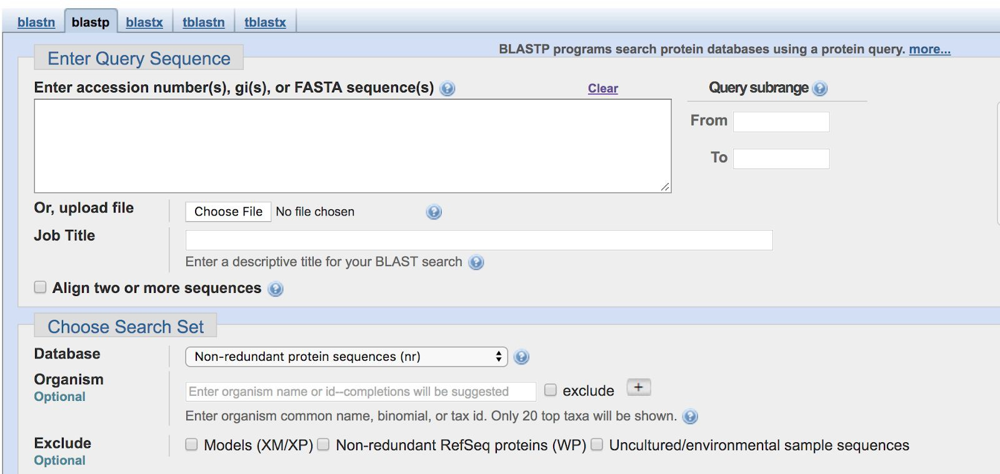 blastn blastp blastx tblastn tblastx
BLASTP programs search protein databases using a protein query. more...
Enter Query Sequence
Enter accession number(s), gi(s), or FASTA sequence(s) ? Clear Query subrange ?
From
To
Or, upload file Choose File No file chosen ?
Job Title
Enter a descriptive title for your BLAST search ?
Align two or more sequences ?
Choose Search Set
Database Non-redundant protein sequences (nr) ?
Organism
Optional Enter organism name or id--completions will be suggested exclude +
Enter organism common name, binomial, or tax id. Only 20 top taxa will be shown. ?
Exclude Models (XM/XP) Non-redundant RefSeq proteins (WP) Uncultured/environmental sample sequences
Optional